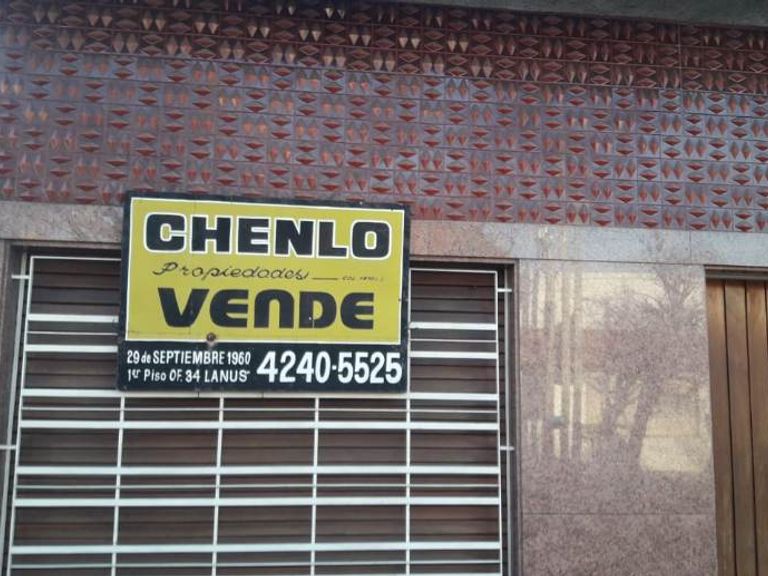 CHENLO
Propiedades
VENDE
29 de SEPTIEMBRE 1960
1er Piso OF. 34 LANUS
4240-5525